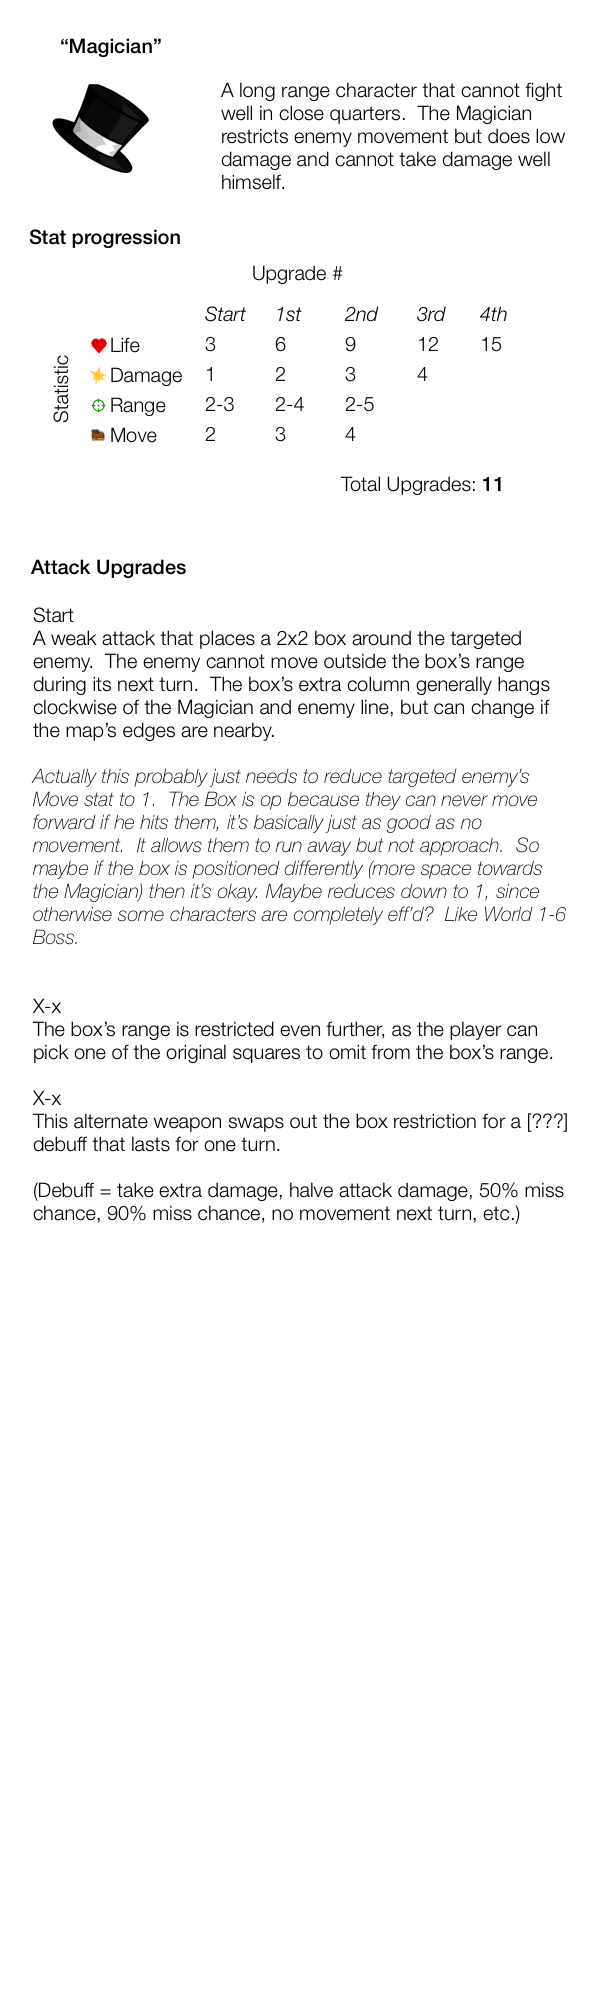 “Magician”
A long range character that cannot fight
well in close quarters.  The Magician
restricts enemy movement but does low
damage and cannot take damage well
himself.
Stat progression
Upgrade #
Start 1st 2nd 3rd 4th
Statistic
Life 3 6 9 12 15
Damage 1 2 3 4
Range 2-3 2-4 2-5
Move 2 3 4
Total Upgrades: 11
Attack Upgrades
Start
A weak attack that places a 2x2 box around the targeted
enemy.  The enemy cannot move outside the box’s range
during its next turn.  The box’s extra column generally hangs
clockwise of the Magician and enemy line, but can change if
the map’s edges are nearby.
Actually this probably just needs to reduce targeted enemy’s
Move stat to 1.  The Box is op because they can never move
forward if he hits them, it’s basically just as good as no
movement.  It allows them to run away but not approach.  So
maybe if the box is positioned differently (more space towards
the Magician) then it’s okay. Maybe reduces down to 1, since
otherwise some characters are completely eff’d?  Like World 1-6
Boss.
X-x
The box’s range is restricted even further, as the player can
pick one of the original squares to omit from the box’s range.
X-x
This alternate weapon swaps out the box restriction for a [???]
debuff that lasts for one turn.
(Debuff = take extra damage, halve attack damage, 50% miss
chance, 90% miss chance, no movement next turn, etc.)